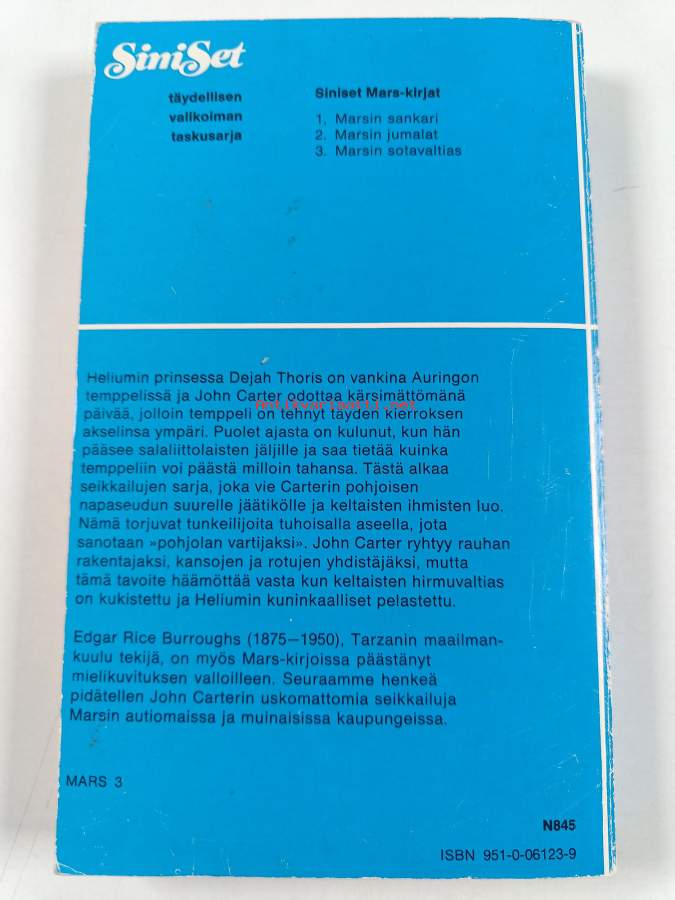 SiniSet
täydellisen
valikoiman
taskusarja
Siniset Mars-kirjat
1. Marsin sankari
2. Marsin jumalat
3. Marsin sotavaltias
Heliumin prinsessa Dejah Thoris on vankina Auringon
temppelissä ja John Carter odottaa kärsimättömänä
antikvariaatti.net
päivää, jolloin temppeli on tehnyt täyden kierroksen
akselinsa ympäri. Puolet ajasta on kulunut, kun hän
pääsee salaliittolaisten jäljille ja saa tietää kuinka
temppeliin voi päästä milloin tahansa. Tästä alkaa
seikkailujen sarja, joka vie Carterin pohjoisen
napaseudun suurelle jäätikölle ja keltaisten ihmisten luo.
Nämä torjuvat tunkeilijoita tuhoisalla aseella, jota
sanotaan »pohjolan vartijaksi». John Carter ryhtyy rauhan
rakentajaksi, kansojen ja rotujen yhdistäjäksi, mutta
tämä tavoite häämöttää vasta kun keltaisten hirmuvaltias
on kukistettu ja Heliumin kuninkaalliset pelastettu.
Edgar Rice Burroughs (1875—1950), Tarzanin maailman-
kuulu tekijä, on myös Mars-kirjoissa päästänyt
mielikuvituksen valloilleen. Seuraamme henkeä
pidätellen John Carterin uskomattomia seikkailuja
Marsin autiomaissa ja muinaisissa kaupungeissa.
MARS 3
N845
ISBN 951-0-06123-9